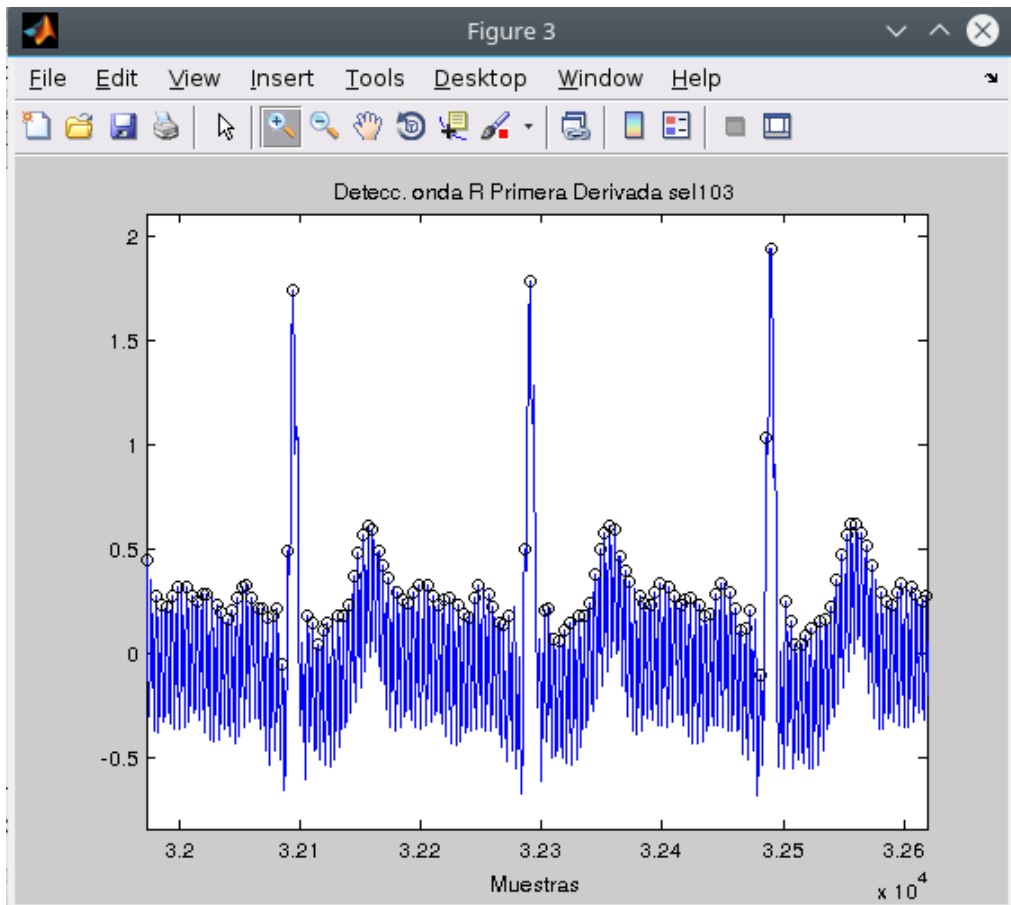 Figure 3
File Edit View Insert Tools Desktop Window Help
Detecc. onda R Primera Derivada sel103
2
1.5
1
0.5
0
-0.5
3.2 3.21 3.22 3.23 3.24 3.25 3.26
Muestras
x 10^4